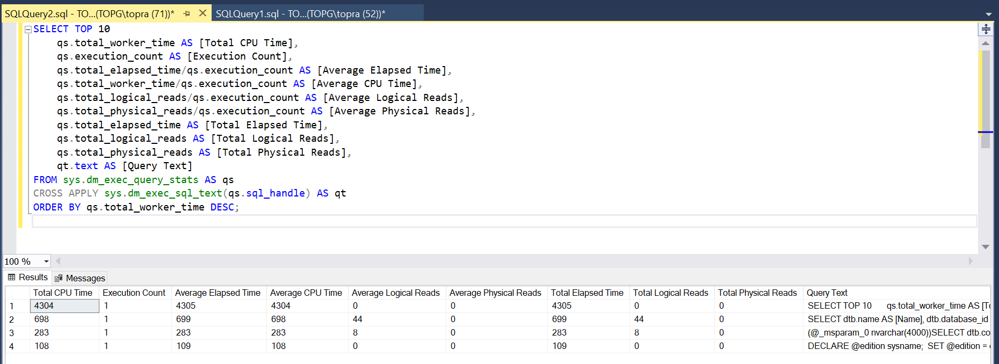 SQLQuery2.sql - TO...(TOPG\topra (71))* SQLQuery1.sql - TO...(TOPG\topra (52))*
SELECT TOP 10
qs.total_worker_time AS [Total CPU Time],
qs.execution_count AS [Execution Count],
qs.total_elapsed_time/qs.execution_count AS [Average Elapsed Time],
qs.total_worker_time/qs.execution_count AS [Average CPU Time],
qs.total_logical_reads/qs.execution_count AS [Average Logical Reads],
qs.total_physical_reads/qs.execution_count AS [Average Physical Reads],
qs.total_elapsed_time AS [Total Elapsed Time],
qs.total_logical_reads AS [Total Logical Reads],
qs.total_physical_reads AS [Total Physical Reads],
qt.text AS [Query Text]
FROM sys.dm_exec_query_stats AS qs
CROSS APPLY sys.dm_exec_sql_text(qs.sql_handle) AS qt
ORDER BY qs.total_worker_time DESC;
100 %
Results Messages
Total CPU Time Execution Count Average Elapsed Time Average CPU Time Average Logical Reads Average Physical Reads Total Elapsed Time Total Logical Reads Total Physical Reads Query Text
1 4304 1 4305 4304 0 0 4305 0 0 SELECT TOP 10 qs.total_worker_time AS [To
2 698 1 699 698 44 0 699 44 0 SELECT dtb.name AS [Name], dtb.database_id
3 283 1 283 283 8 0 283 8 0 (@_msparam_0 nvarchar(4000))SELECT dtb.co
4 108 1 109 108 0 0 109 0 0 DECLARE @edition sysname; SET @edition =